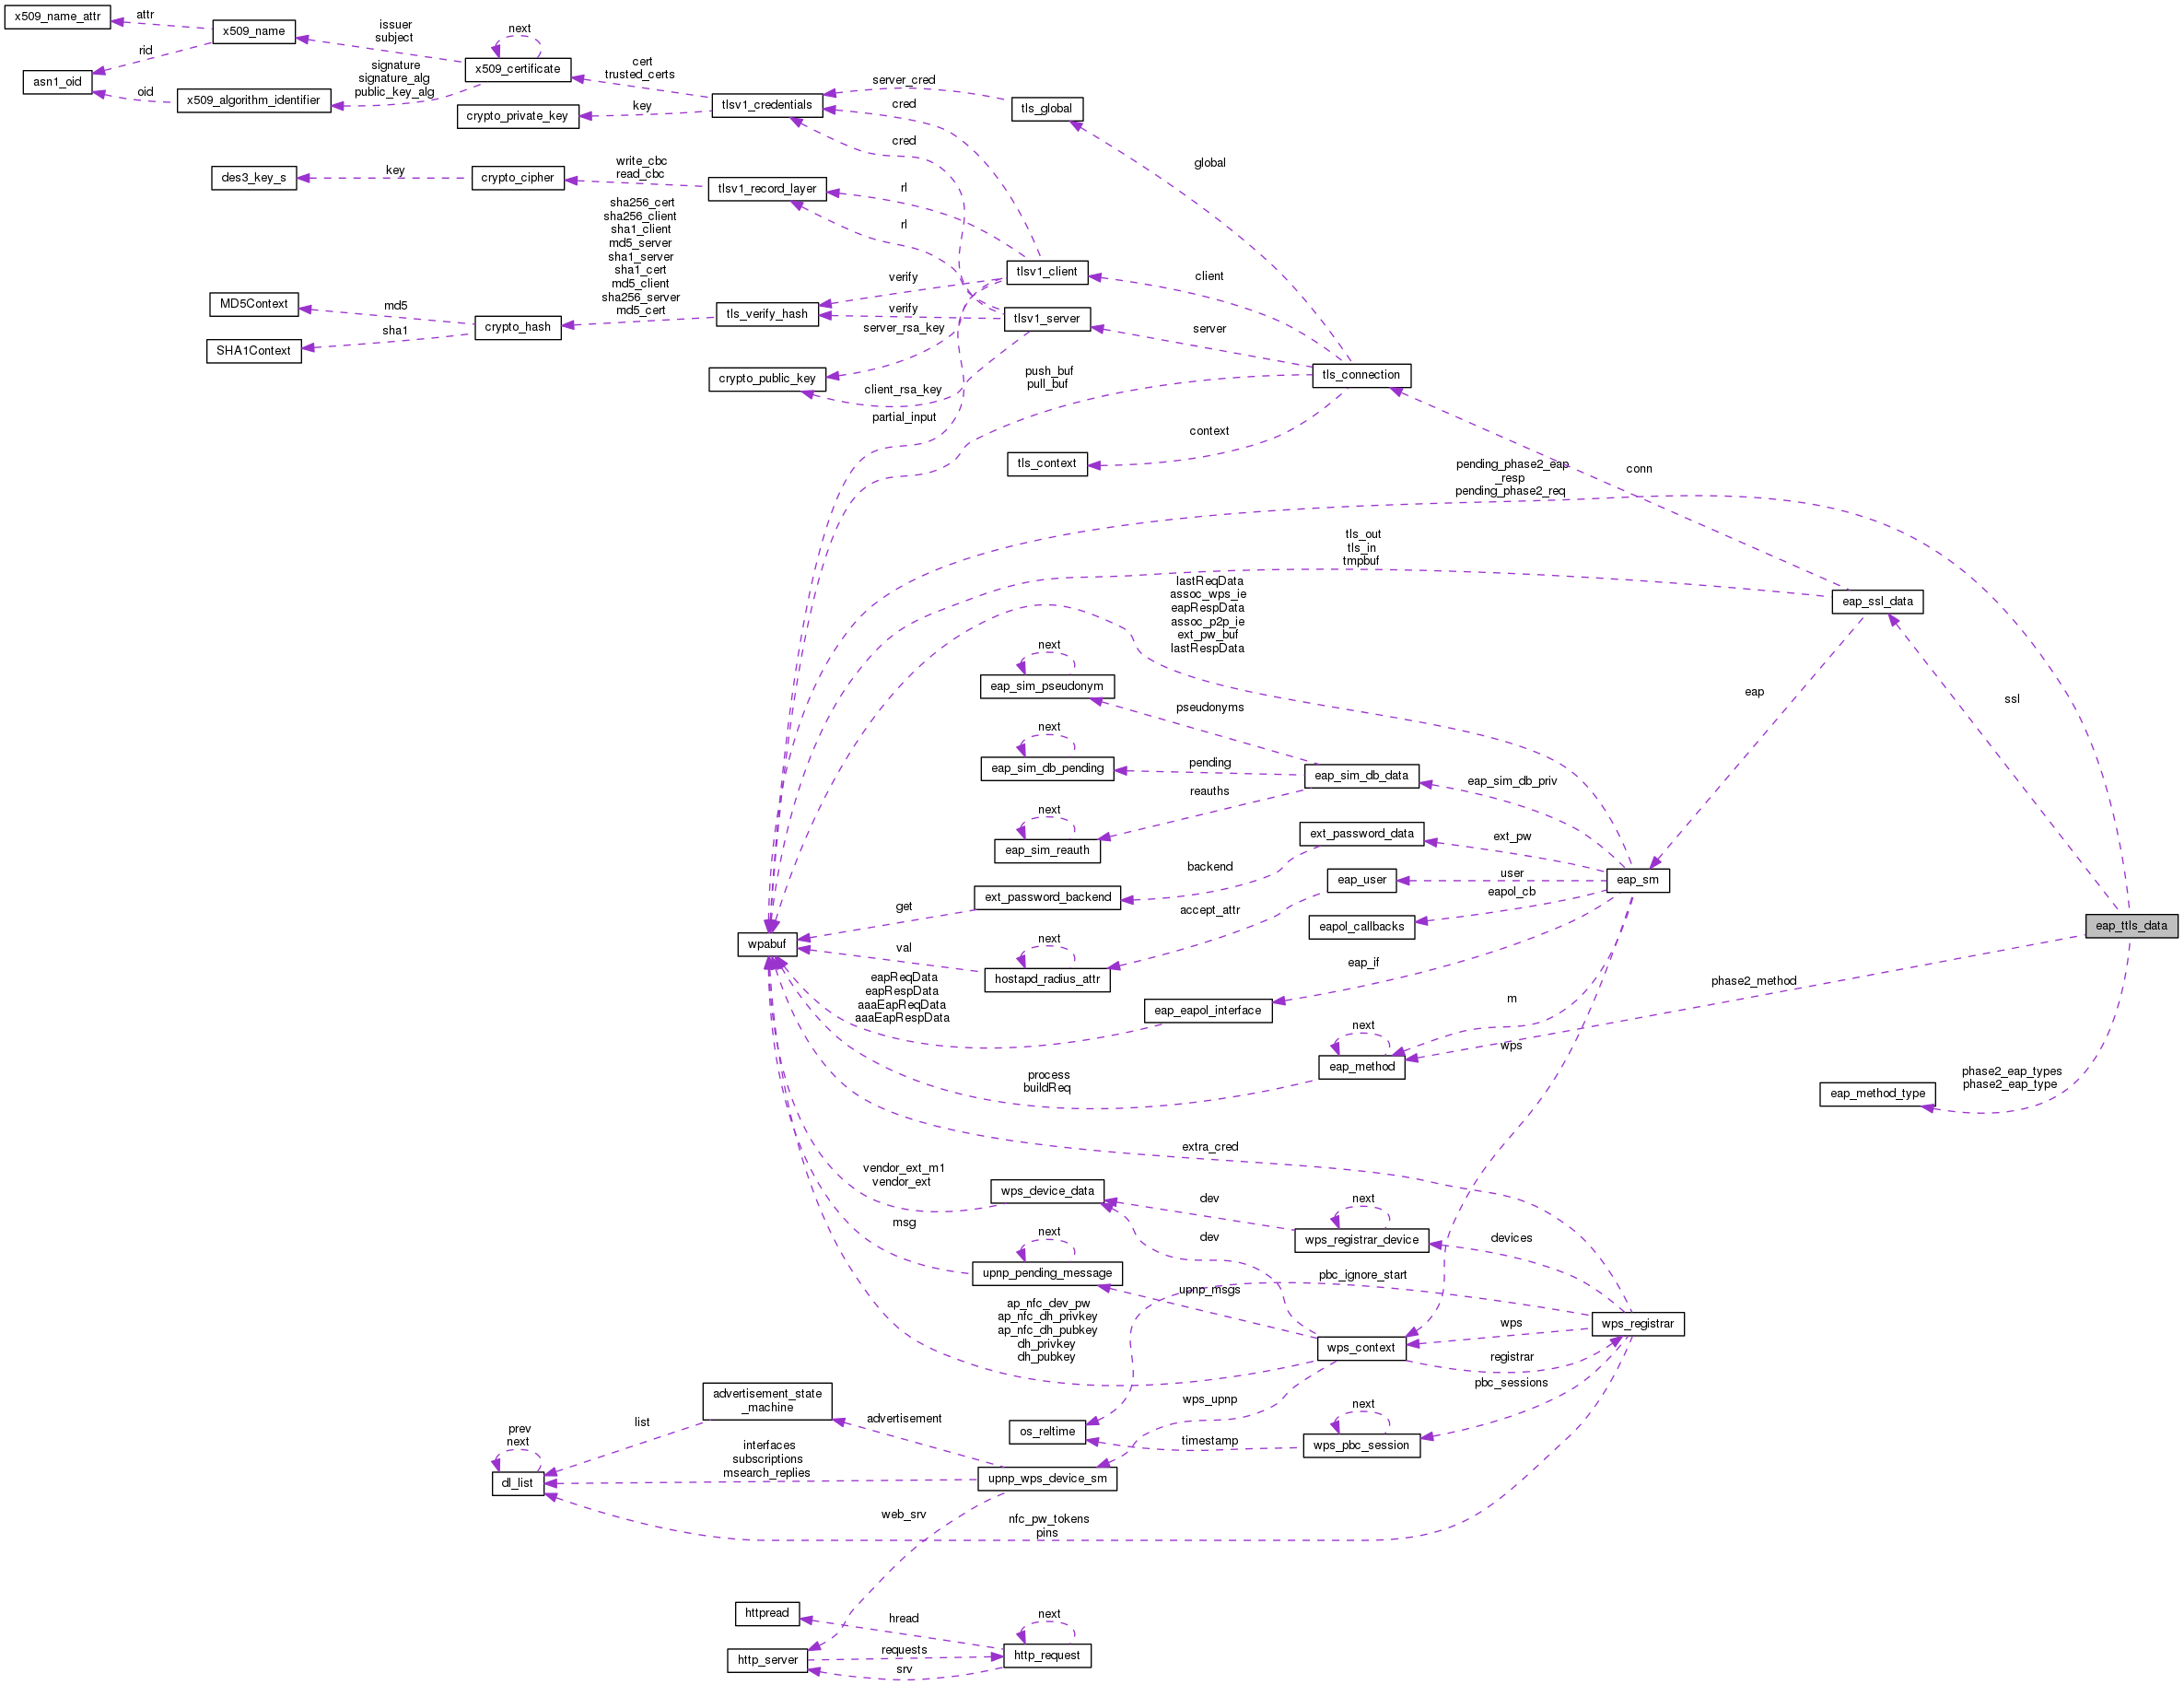 x509_name_attr
attr
x509_name
rid
asn1_oid
oid
x509_algorithm_identifier
issuer
subject
signature
signature_alg
public_key_alg
next
x509_certificate
crypto_private_key
cert
trusted_certs
key
tlsv1_credentials
server_cred
cred
cred
tls_global
global
des3_key_s
key
crypto_cipher
write_cbc
read_cbc
tlsv1_record_layer
rl
rl
sha256_cert
sha256_client
sha1_client
md5_server
sha1_server
sha1_cert
md5_client
sha256_server
md5_cert
MD5Context
md5
sha1
SHA1Context
crypto_hash
tls_verify_hash
verify
verify
server_rsa_key
tlsv1_client
client
tlsv1_server
server
crypto_public_key
client_rsa_key
partial_input
push_buf
pull_buf
tls_connection
context
tls_context
pending_phase2_eap
_resp
pending_phase2_req
conn
tls_out
tls_in
tmpbuf
eap_ssl_data
lastReqData
assoc_wps_ie
eapRespData
assoc_p2p_ie
ext_pw_buf
lastRespData
next
eap_sim_pseudonym
pseudonyms
eap
ssl
next
eap_sim_db_pending
pending
eap_sim_db_data
eap_sim_db_priv
reauths
next
eap_sim_reauth
ext_password_data
ext_pw
backend
eap_user
user
eap_sm
eapol_cb
ext_password_backend
get
accept_attr
eapol_callbacks
eap_ttls_data
wpabuf
val
next
hostapd_radius_attr
eap_if
eapReqData
eapRespData
aaaEapReqData
aaaEapRespData
eap_eapol_interface
m
phase2_method
next
eap_method
wps
process
buildReq
phase2_eap_types
phase2_eap_type
eap_method_type
extra_cred
vendor_ext_m1
vendor_ext
wps_device_data
dev
next
wps_registrar_device
devices
msg
next
upnp_pending_message
dev
upnp_msgs
pbc_ignore_start
ap_nfc_dev_pw
ap_nfc_dh_privkey
ap_nfc_dh_pubkey
dh_privkey
dh_pubkey
wps_context
wps
registrar
wps_registrar
pbc_sessions
wps_upnp
advertisement_state
_machine
list
advertisement
os_reltime
timestamp
next
wps_pbc_session
prev
next
dl_list
interfaces
subscriptions
msearch_replies
upnp_wps_device_sm
web_srv
nfc_pw_tokens
pins
httpread
hread
next
http_request
http_server
requests
srv